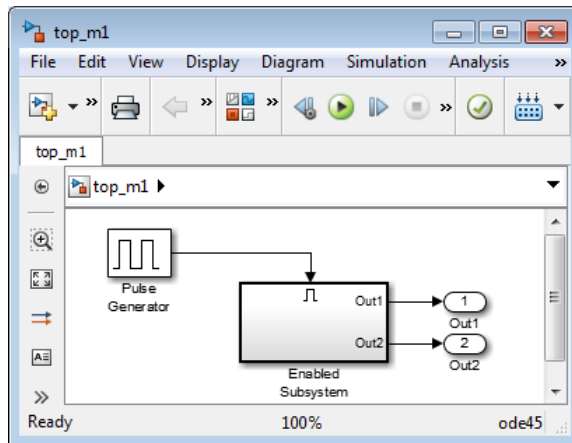 top_m1
File Edit View Display Diagram Simulation Analysis »
» » » »
top_m1
top_m1
Pulse
Generator
Out1
Out2
Enabled
Subsystem
1
Out1
2
Out2
A≡
»
Ready 100% ode45